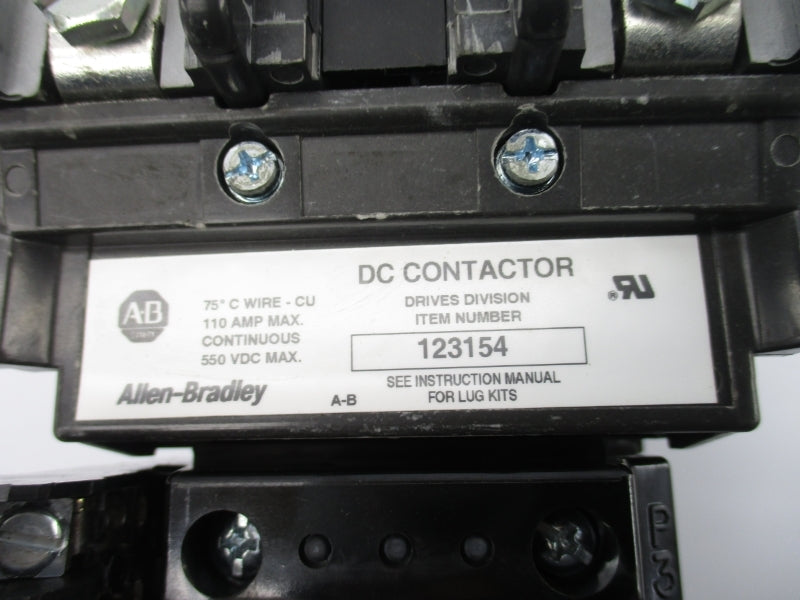 DC CONTACTOR
A-B
75° C WIRE - CU
110 AMP MAX.
CONTINUOUS
550 VDC MAX.
Allen-Bradley
DRIVES DIVISION
ITEM NUMBER
123154
A-B
SEE INSTRUCTION MANUAL
FOR LUG KITS
®
P3